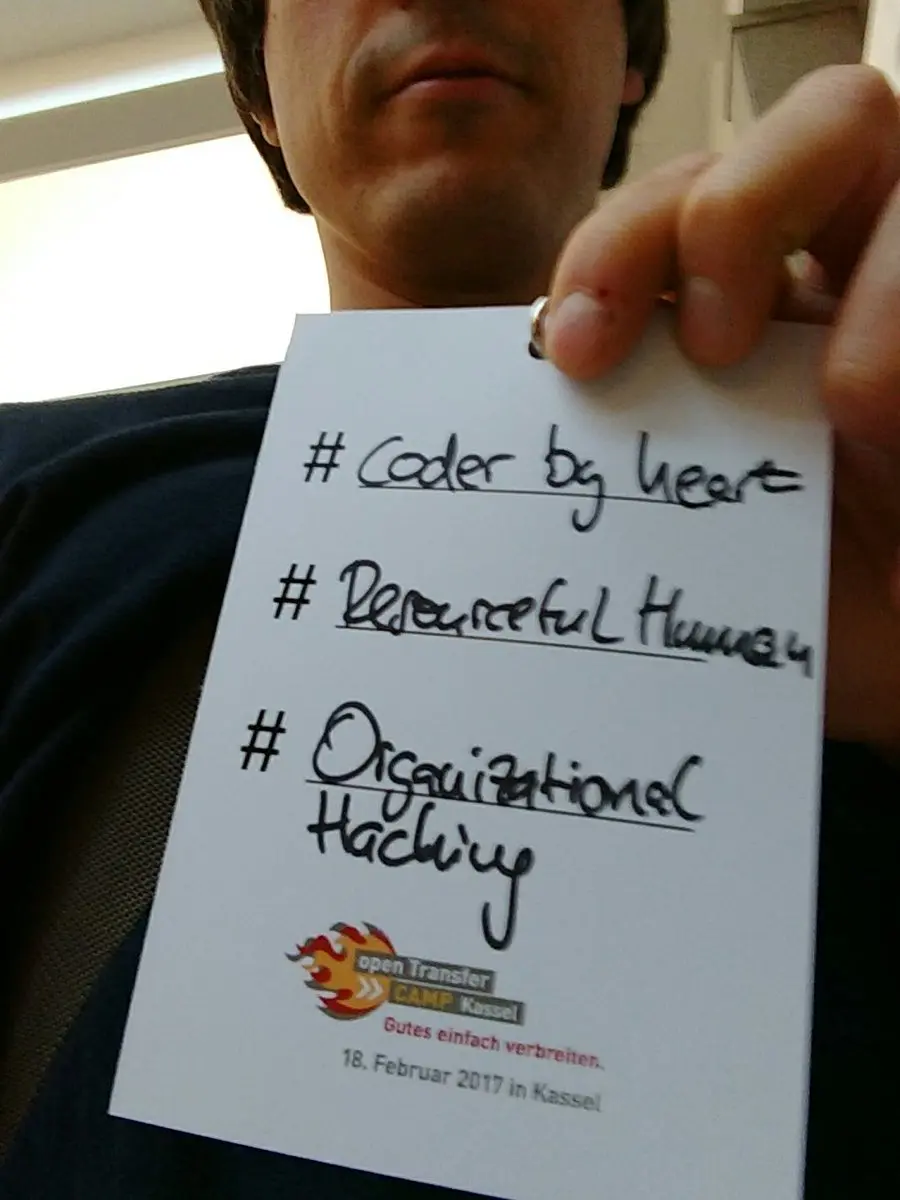 # Coder by heart
# Resourceful Human
# Organizational
Hacking
open Transfer
CAMP Kassel
Gutes einfach verbreiten.
18. Februar 2017 in Kassel